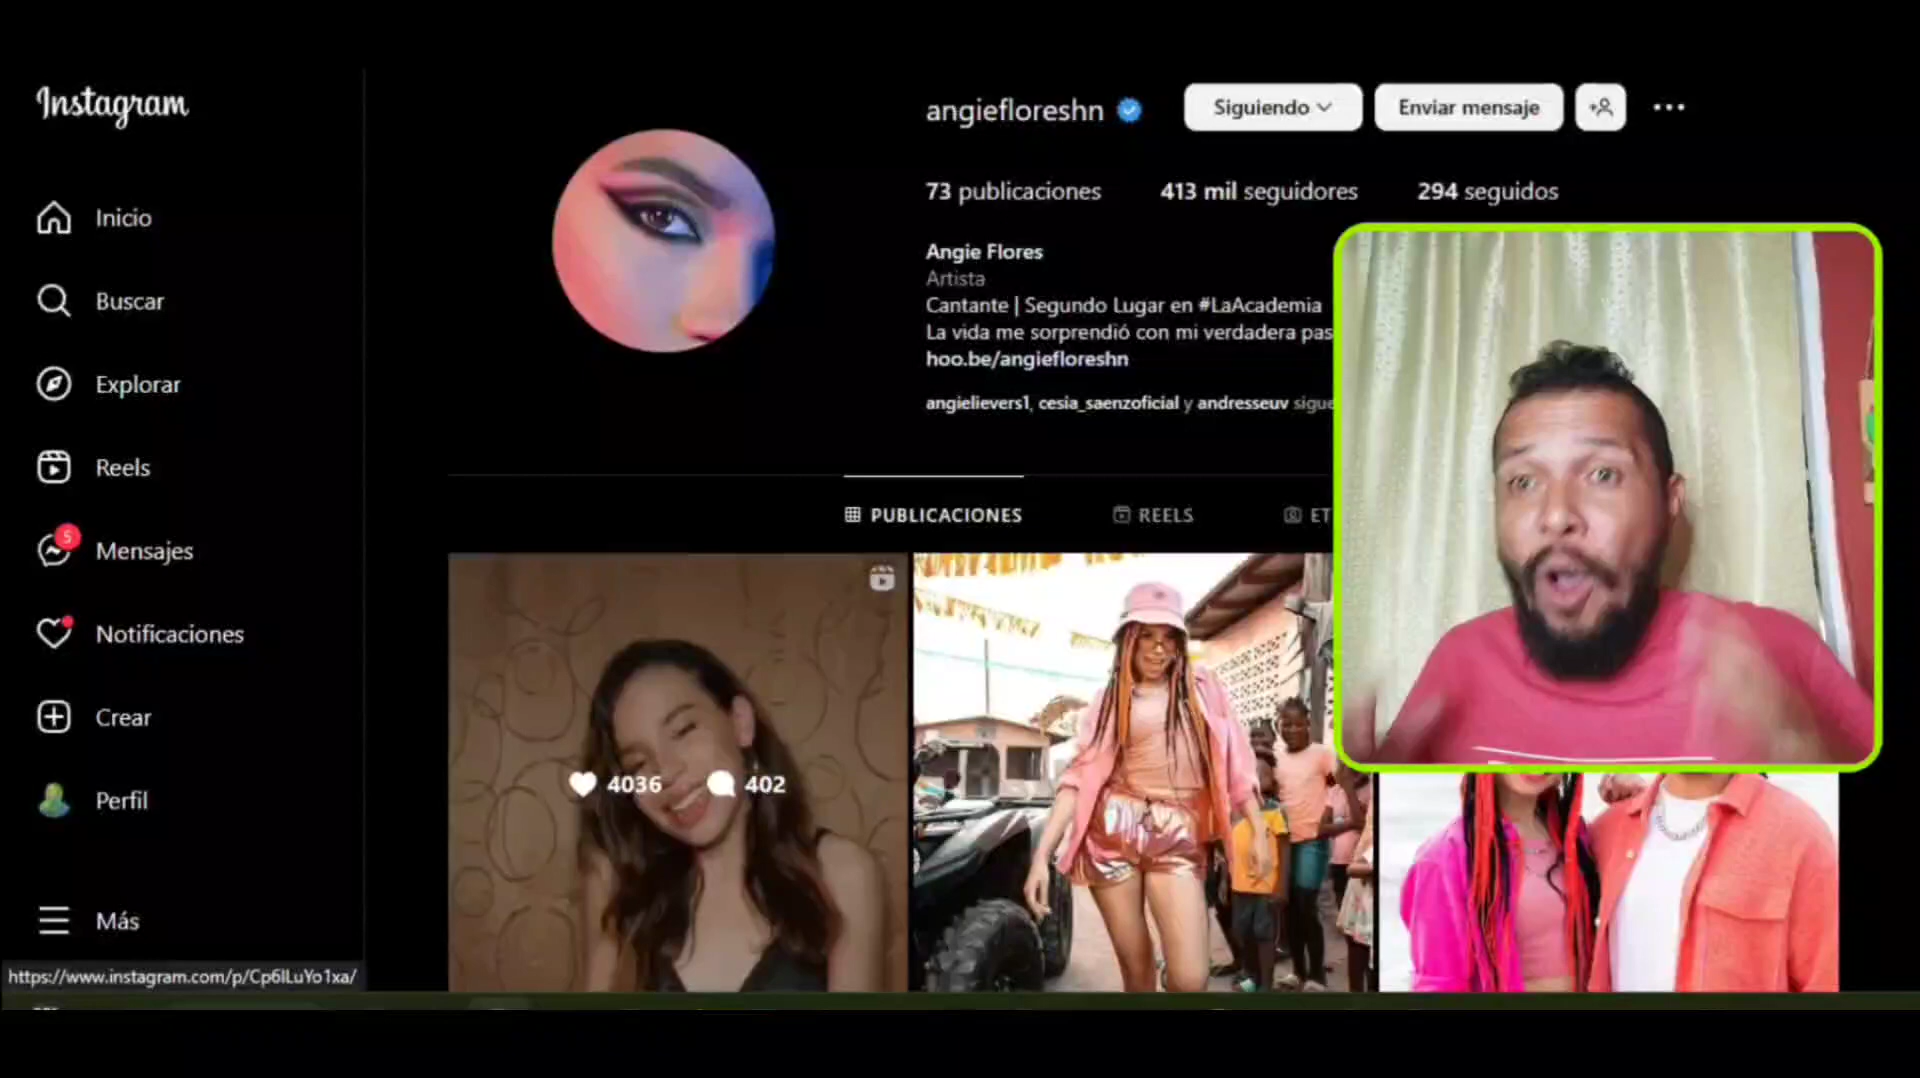 Instagram
Inicio
Buscar
Explorar
Reels
5
Mensajes
Notificaciones
Crear
Perfil
Más
https://www.instagram.com/p/Cp6lLuYo1xa/
angiefloreshn
Siguiendo
Enviar mensaje
73 publicaciones
413 mil seguidores
294 seguidos
Angie Flores
Artista
Cantante | Segundo Lugar en #LaAcademia
La vida me sorprendió con mi verdadera pas
hoo.be/angiefloreshn
angielievers1, cesia_saenzoficial y andresseuv sigue
PUBLICACIONES
REELS
ET
4036
402